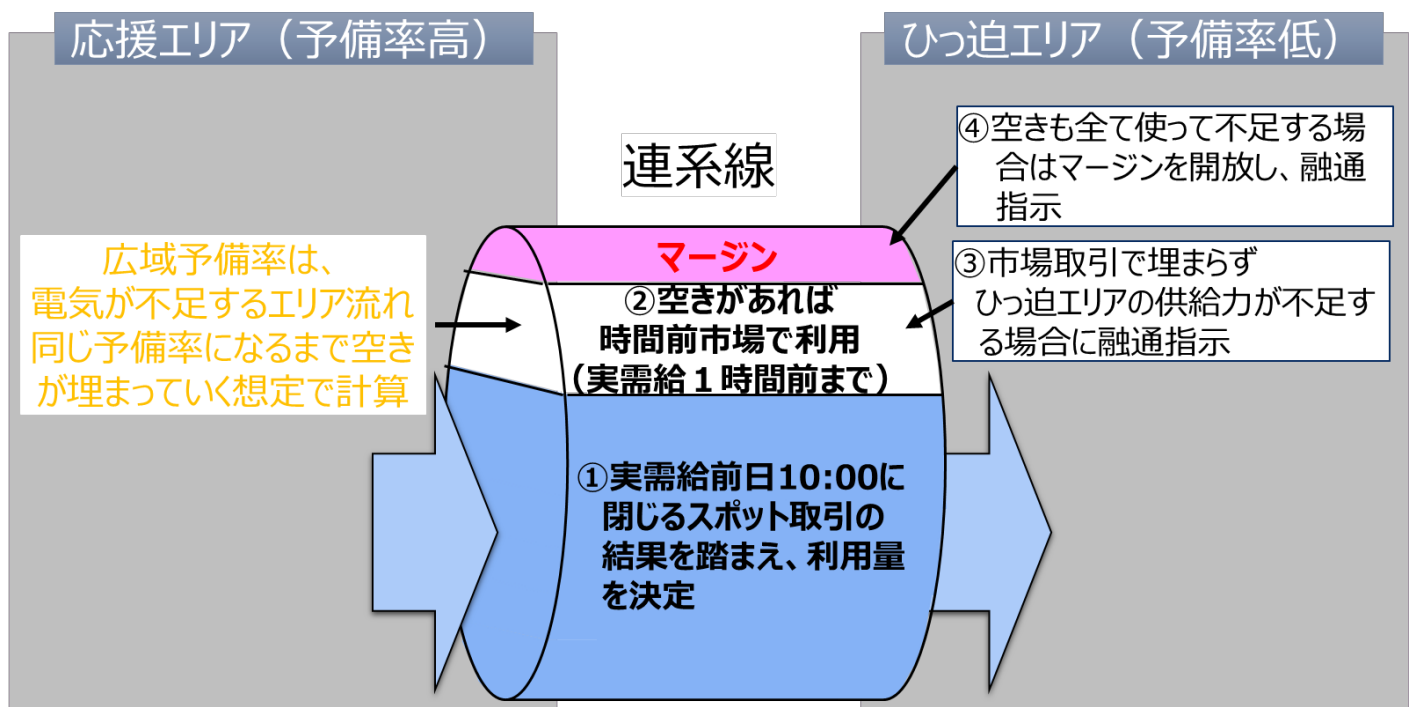 応援エリア（予備率高）
ひっ迫エリア（予備率低）
連系線
④空きも全て使って不足する場
合はマージンを開放し、融通
指示
③市場取引で埋まらず
ひっ迫エリアの供給力が不足す
る場合に融通指示
広域予備率は、
電気が不足するエリア流れ
同じ予備率になるまで空き
が埋まっていく想定で計算
マージン
②空きがあれば
時間前市場で利用
（実需給１時間前まで）
①実需給前日10:00に
閉じるスポット取引の
結果を踏まえ、利用量
を決定